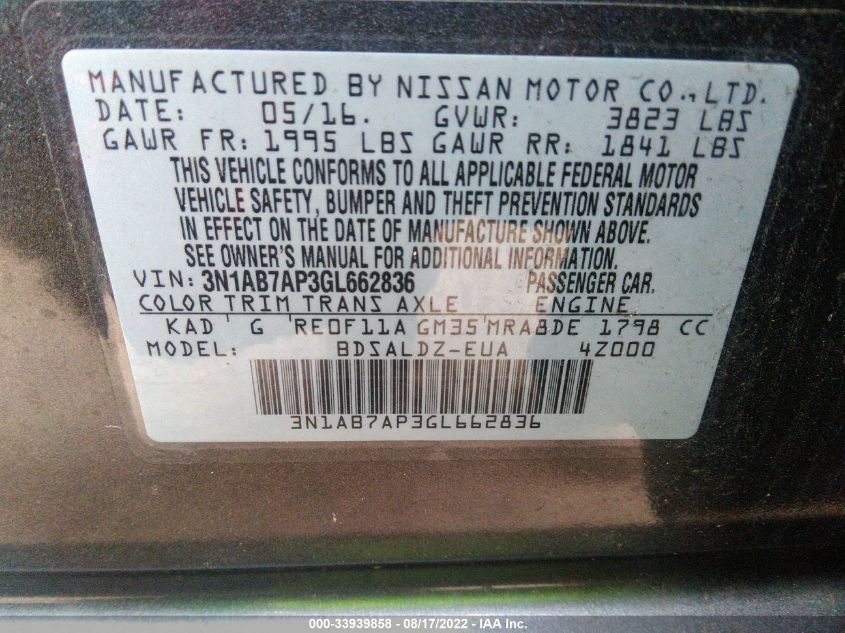 MANUFACTURED BY NISSAN MOTOR CO., LTD.
DATE: 05/16. GVWR: 3823 LBS
GAWR FR: 1995 LBS GAWR RR: 1841 LBS
THIS VEHICLE CONFORMS TO ALL APPLICABLE FEDERAL MOTOR
VEHICLE SAFETY, BUMPER AND THEFT PREVENTION STANDARDS
IN EFFECT ON THE DATE OF MANUFACTURE SHOWN ABOVE.
SEE OWNER'S MANUAL FOR ADDITIONAL INFORMATION.
VIN: 3N1AB7AP3GL662836 PASSENGER CAR.
COLOR TRIM TRANS AXLE ENGINE
KAD G RE0F11A GM35 MRA8DE 1798 CC
MODEL: BDSALDZ-EUA 4Z000
3N1AB7AP3GL662836
000-33939858 - 08/17/2022 - IAA Inc.